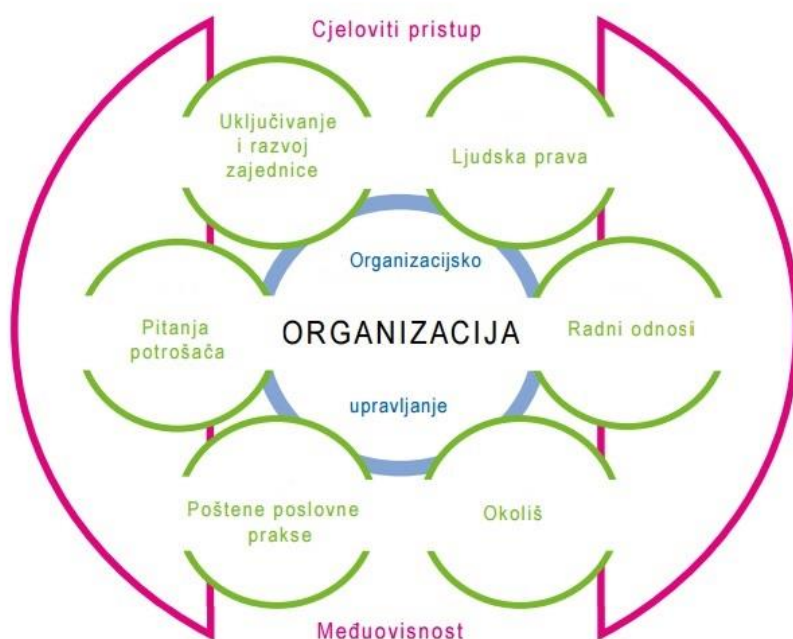 Cjeloviti pristup
Uključivanje
i razvoj
zajednice
Ljudska prava
Organizacijsko
Pitanja
potrošača
ORGANIZACIJA
Radni odnosi
upravljanje
Poštene poslovne
prakse
Okoliš
Međuovisnost